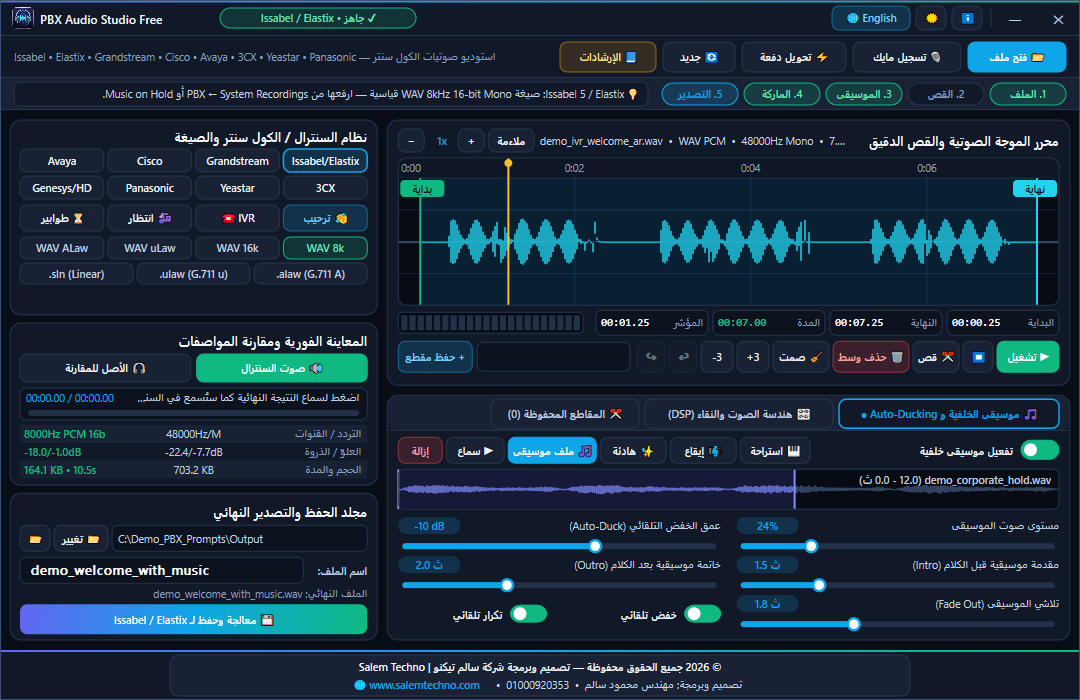 PBX Audio Studio Free
✓ جاهز • Issabel / Elastix
English
فتح ملف
تسجيل مايك
تحويل دفعة
جديد
الإرشادات
استوديو صوتيات الكول سنتر — Issabel • Elastix • Grandstream • Cisco • Avaya • 3CX • Yeastar • Panasonic
1. الملف
2. القص
3. الموسيقى
4. الماركة
5. التصدير
Issabel 5 / Elastix: صيغة WAV 8kHz 16-bit Mono قياسية — ارفعها من PBX ← System Recordings أو Music on Hold.
محرر الموجة الصوتية والقص الدقيق
demo_ivr_welcome_ar.wav • WAV PCM • 48000Hz Mono • 7....
ملاءمة
+
1x
−
0:00
0:02
0:04
0:06
بداية
نهاية
البداية 00:00.25
النهاية 00:07.25
المدة 00:07.00
المؤشر 00:01.25
▶ تشغيل
قص
حذف وسط
صمت
+3
-3
+ حفظ مقطع
موسيقى الخلفية و Auto-Ducking ●
هندسة الصوت والنقاء (DSP)
المقاطع المحفوظة (0)
تفعيل موسيقى خلفية
استراحة
إيقاع
هادئة
ملف موسيقى
▶ سماع
إزالة
demo_corporate_hold.wav (12.0 - 0.0 ث)
مستوى صوت الموسيقى
24%
عمق الخفض التلقائي (Auto-Duck)
-10 dB
مقدمة موسيقية قبل الكلام (Intro)
1.5 ث
خاتمة موسيقية بعد الكلام (Outro)
2.0 ث
تلاشي الموسيقى (Fade Out)
1.8 ث
خفض تلقائي
تكرار تلقائي
نظام السنترال / الكول سنتر والصيغة
Issabel/Elastix
Grandstream
Cisco
Avaya
3CX
Yeastar
Panasonic
Genesys/HD
ترحيب
IVR
انتظار
طوابير
WAV 8k
WAV 16k
WAV uLaw
WAV ALaw
.alaw (G.711 A)
.ulaw (G.711 u)
.sln (Linear)
المعاينة الفورية ومقارنة المواصفات
صوت السنترال
الأصل للمقارنة
اضغط لسماع النتيجة النهائية كما ستُسمع في السن...
00:00.00 / 00:00.00
التردد / القنوات
48000Hz/M
8000Hz PCM 16b
العلوّ / الذروة
-22.4/-7.7dB
-18.0/-1.0dB
الحجم والمدة
703.2 KB
164.1 KB • 10.5s
مجلد الحفظ والتصدير النهائي
C:\Demo_PBX_Prompts\Output
تغيير
اسم الملف:
demo_welcome_with_music
الملف النهائي: demo_welcome_with_music.wav
معالجة وحفظ لـ Issabel / Elastix
© 2026 جميع الحقوق محفوظة — تصميم وبرمجة شركة سالم تيكنو | Salem Techno
تصميم وبرمجة: مهندس محمود سالم • 01000920353 • www.salemtechno.com